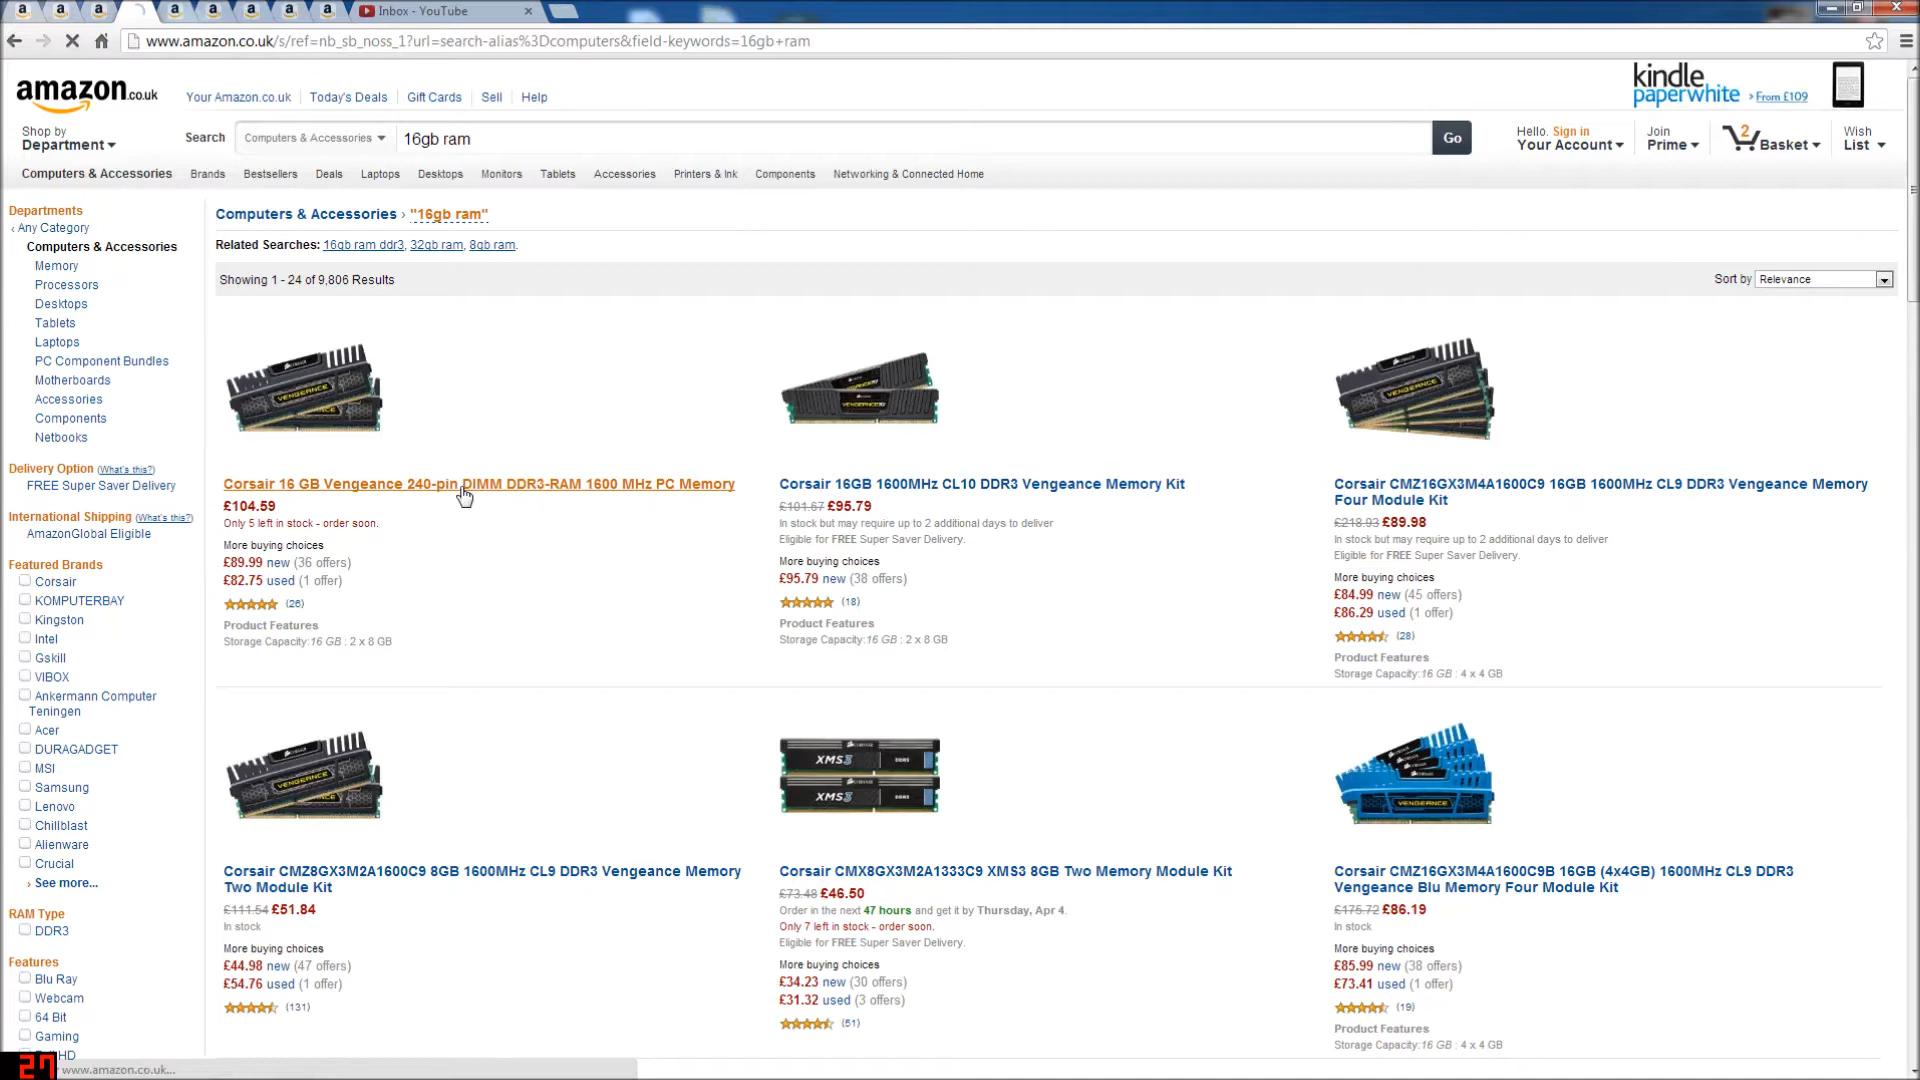 Inbox - YouTube
www.amazon.co.uk/s/ref=nb_sb_noss_1?url=search-alias%3Dcomputers&field-keywords=16gb+ram
amazon.co.uk
Your Amazon.co.uk Today's Deals Gift Cards Sell Help
kindle paperwhite › From £109
Shop by Department
Search Computers & Accessories 16gb ram Go
Hello. Sign in Your Account
Join Prime
2 Basket
Wish List
Computers & Accessories Brands Bestsellers Deals Laptops Desktops Monitors Tablets Accessories Printers & Ink Components Networking & Connected Home
Departments
‹ Any Category
Computers & Accessories
Memory
Processors
Desktops
Tablets
Laptops
PC Component Bundles
Motherboards
Accessories
Components
Netbooks
Delivery Option (What's this?)
FREE Super Saver Delivery
International Shipping (What's this?)
AmazonGlobal Eligible
Featured Brands
Corsair
KOMPUTERBAY
Kingston
Intel
Gskill
VIBOX
Ankermann Computer
Teningen
Acer
DURAGADGET
MSI
Samsung
Lenovo
Chillblast
Alienware
Crucial
› See more...
RAM Type
DDR3
Features
Blu Ray
Webcam
64 Bit
Gaming
HD
Computers & Accessories › "16gb ram"
Related Searches: 16gb ram ddr3, 32gb ram, 8gb ram.
Showing 1 - 24 of 9,806 Results
Sort by Relevance
VENGEANCE
Corsair 16 GB Vengeance 240-pin DIMM DDR3-RAM 1600 MHz PC Memory
£104.59
Only 5 left in stock - order soon.
More buying choices
£89.99 new (36 offers)
£82.75 used (1 offer)
(26)
Product Features
Storage Capacity:16 GB : 2 x 8 GB
VENGEANCE
Corsair 16GB 1600MHz CL10 DDR3 Vengeance Memory Kit
£101.67 £95.79
In stock but may require up to 2 additional days to deliver
Eligible for FREE Super Saver Delivery.
More buying choices
£95.79 new (38 offers)
(18)
Product Features
Storage Capacity:16 GB : 2 x 8 GB
VENGEANCE
Corsair CMZ16GX3M4A1600C9 16GB 1600MHz CL9 DDR3 Vengeance Memory
Four Module Kit
£218.93 £89.98
In stock but may require up to 2 additional days to deliver
Eligible for FREE Super Saver Delivery.
More buying choices
£84.99 new (45 offers)
£86.29 used (1 offer)
(28)
Product Features
Storage Capacity:16 GB : 4 x 4 GB
VENGEANCE
Corsair CMZ8GX3M2A1600C9 8GB 1600MHz CL9 DDR3 Vengeance Memory
Two Module Kit
£111.54 £51.84
In stock
More buying choices
£44.98 new (47 offers)
£54.76 used (1 offer)
(131)
XMS3 DDR3
XMS3 DDR3
Corsair CMX8GX3M2A1333C9 XMS3 8GB Two Memory Module Kit
£73.48 £46.50
Order in the next 47 hours and get it by Thursday, Apr 4.
Only 7 left in stock - order soon.
Eligible for FREE Super Saver Delivery.
More buying choices
£34.23 new (30 offers)
£31.32 used (3 offers)
(51)
VENGEANCE
Corsair CMZ16GX3M4A1600C9B 16GB (4x4GB) 1600MHz CL9 DDR3
Vengeance Blu Memory Four Module Kit
£175.72 £86.19
In stock
More buying choices
£85.99 new (38 offers)
£73.41 used (1 offer)
(19)
Product Features
Storage Capacity:16 GB : 4 x 4 GB
27
www.amazon.co.uk...